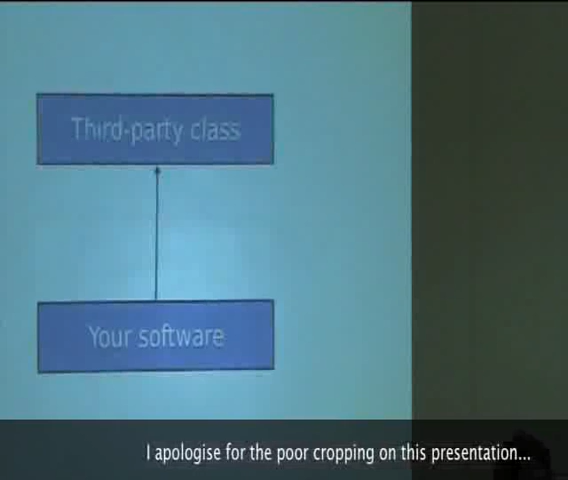 Third-party class
Your software
I apologise for the poor cropping on this presentation...